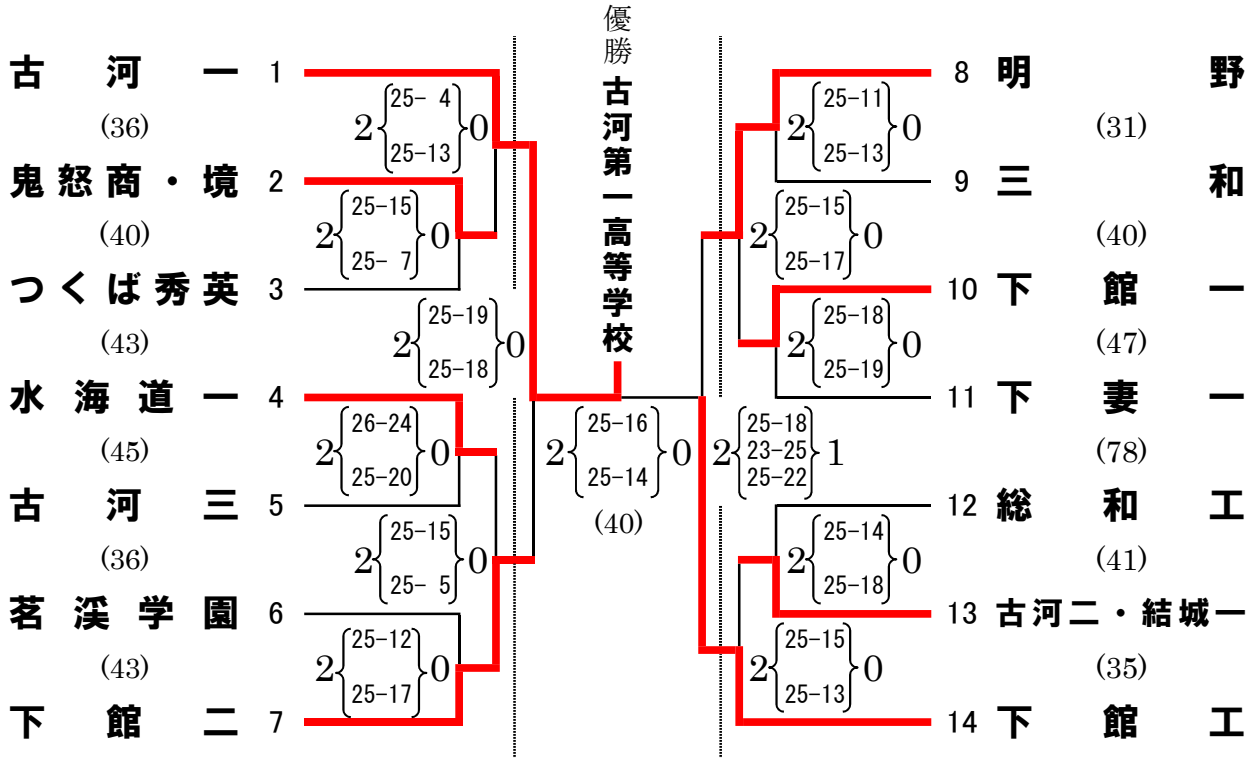 優勝 古河第一高等学校
古河一 1
(36)
鬼怒商・境 2
(40)
つくば秀英 3
(43)
水海道一 4
(45)
古河三 5
(36)
茗渓学園 6
(43)
下館二 7
2 25- 4 0
25-13
2 25-15 0
25- 7
2 25-19 0
25-18
2 26-24 0
25-20
2 25-15 0
25- 5
2 25-12 0
25-17
2 25-16 0
25-14
(40)
8 明野
(31)
9 三和
(40)
10 下館一
(47)
11 下妻一
(78)
12 総和工
(41)
13 古河二・結城一
(35)
14 下館工
2 25-11 0
25-13
2 25-15 0
25-17
2 25-18 0
25-19
2 25-18 1
23-25
25-22
2 25-14 0
25-18
2 25-15 0
25-13